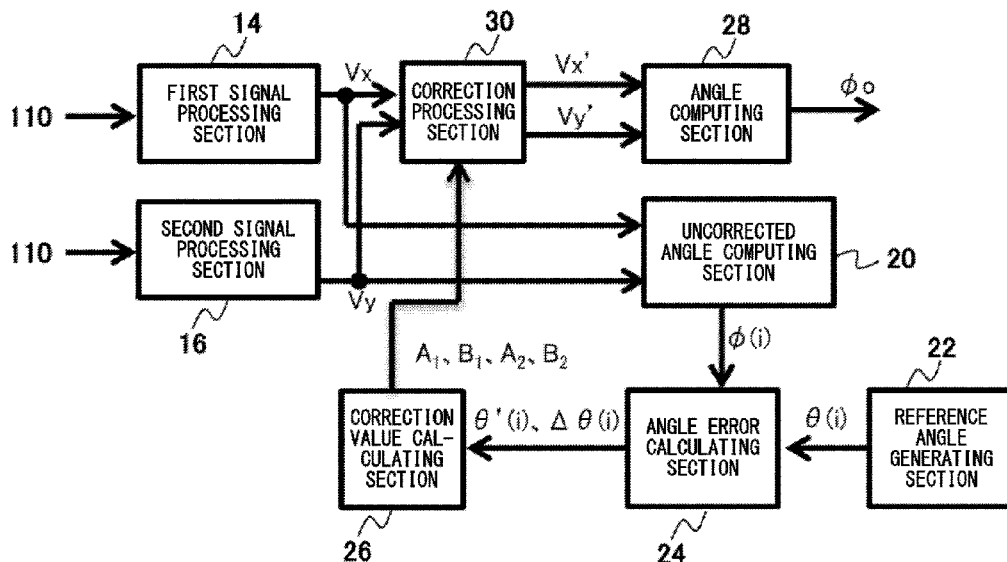 14
30
28
110
FIRST SIGNAL
PROCESSING
SECTION
Vx
CORRECTION
PROCESSING
SECTION
Vx'
Vy'
ANGLE
COMPUTING
SECTION
φo
110
SECOND SIGNAL
PROCESSING
SECTION
16
Vy
UNCORRECTED
ANGLE COMPUTING
SECTION
20
A₁、B₁、A₂、B₂
φ(i)
22
CORRECTION
VALUE CAL-
CULATING
SECTION
26
θ'(i)、Δθ(i)
ANGLE ERROR
CALCULATING
SECTION
24
θ(i)
REFERENCE
ANGLE
GENERATING
SECTION